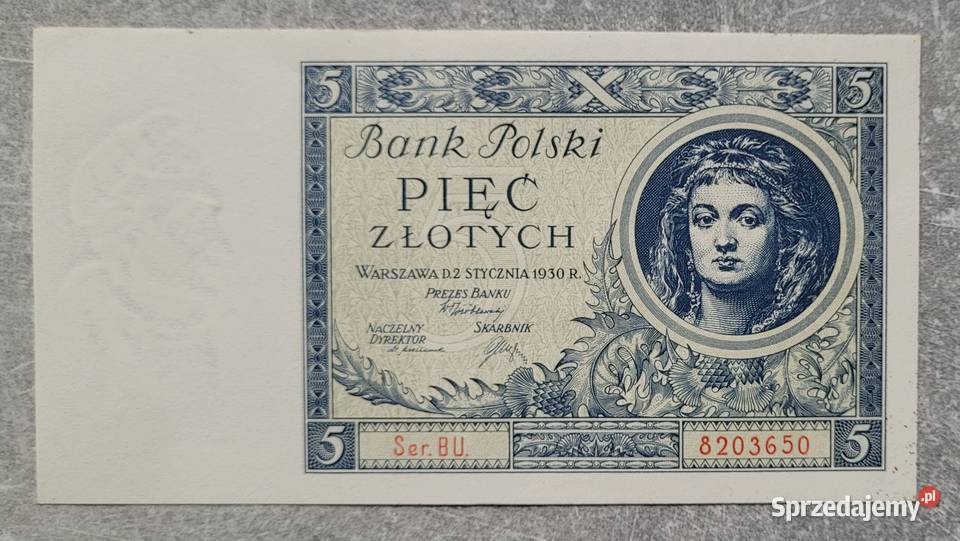 5 5
Bank Polski
PIĘĆ
ZŁOTYCH
WARSZAWA D.2 STYCZNIA 1930 R.
PREZES BANKU
NACZELNY DYREKTOR
SKARBNIK
5 Ser. BU. 8203650 5
Sprzedajemy.pl